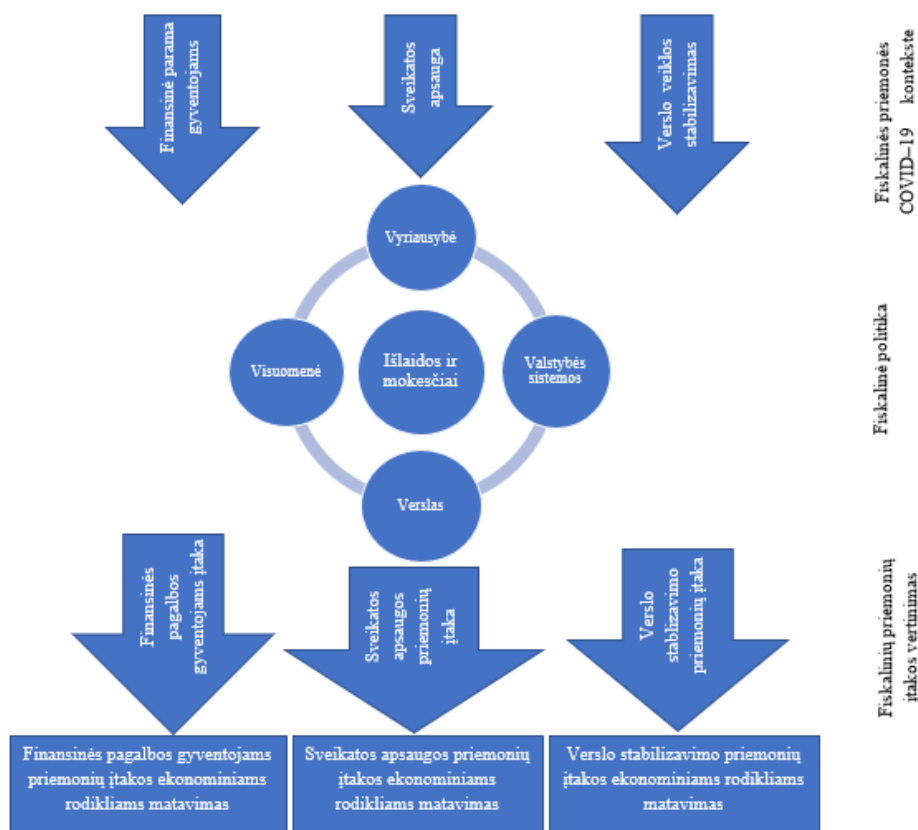 Finansinė parama
gyventojams
Sveikatos
apsauga
Verslo veiklos
stabilizavimas
Fiskalinės priemonės
COVID–19 kontekste
Vyriausybė
Visuomenė
Išlaidos ir
mokesčiai
Valstybės
sistemos
Verslas
Fiskalinė politika
Finansinės
pagalbos
gyventojams įtaka
Sveikatos
apsaugos
priemonių
įtaka
Verslo
stablizavimo
priemonių įtaka
Fiskalinių priemonių
įtakos vertinimas
Finansinės pagalbos gyventojams
priemonių įtakos ekonominiams
rodikliams matavimas
Sveikatos apsaugos priemonių
įtakos ekonominiams
rodikliams matavimas
Verslo stabilizavimo priemonių
įtakos ekonominiams rodikliams
matavimas